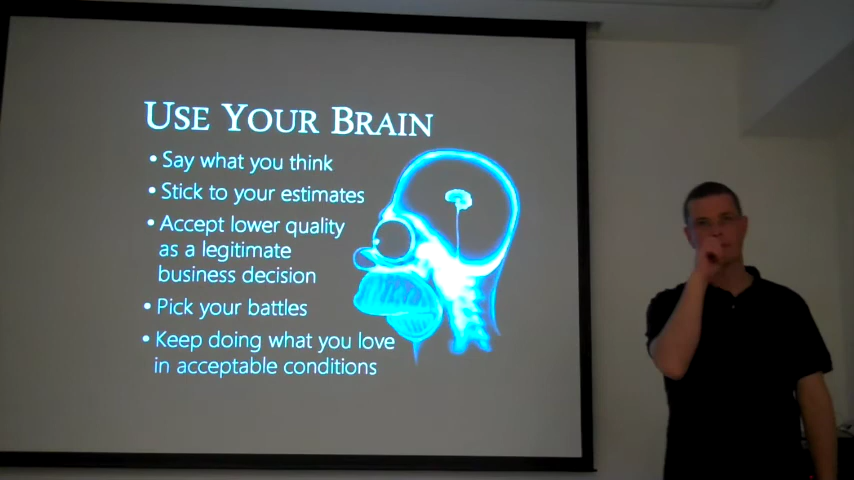 USE YOUR BRAIN
• Say what you think
• Stick to your estimates
• Accept lower quality
as a legitimate
business decision
• Pick your battles
• Keep doing what you love
in acceptable conditions